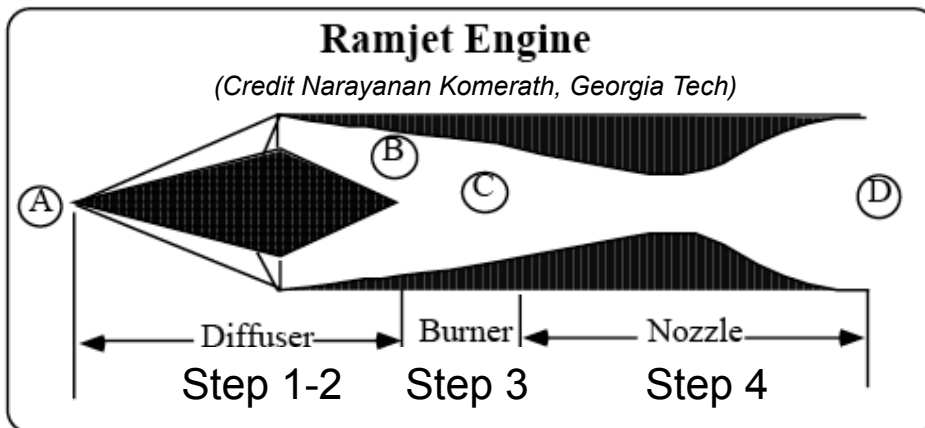 Ramjet Engine
(Credit Narayanan Komerath, Georgia Tech)
B
C
A
D
Diffuser
Burner
Nozzle
Step 1-2
Step 3
Step 4